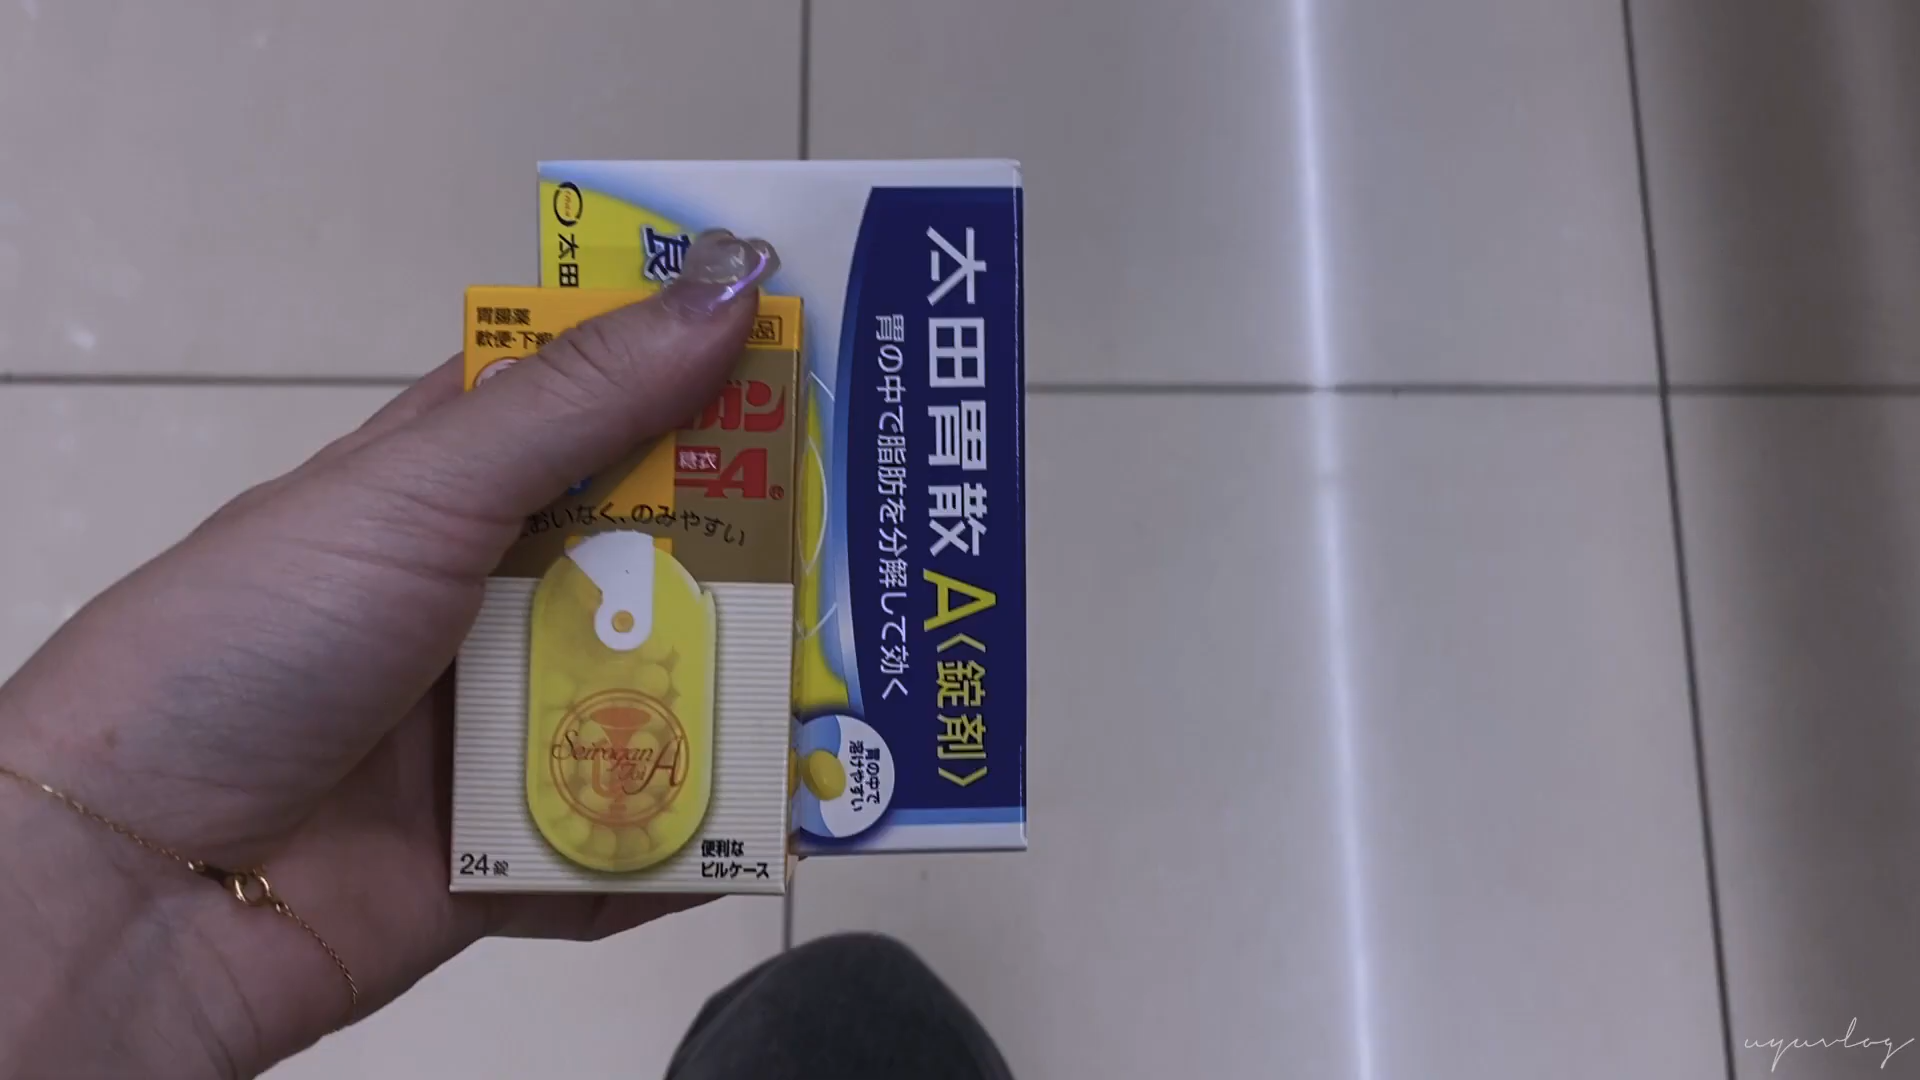 太田胃散A〈錠剤〉
胃の中で脂肪を分解して効く
胃の中で
溶けやすい
太田
胃腸薬
軟便・下痢
A
糖衣
おいなく、のみやすい
Seirogan
Toi A
24錠
便利な
ピルケース
uyuvlog